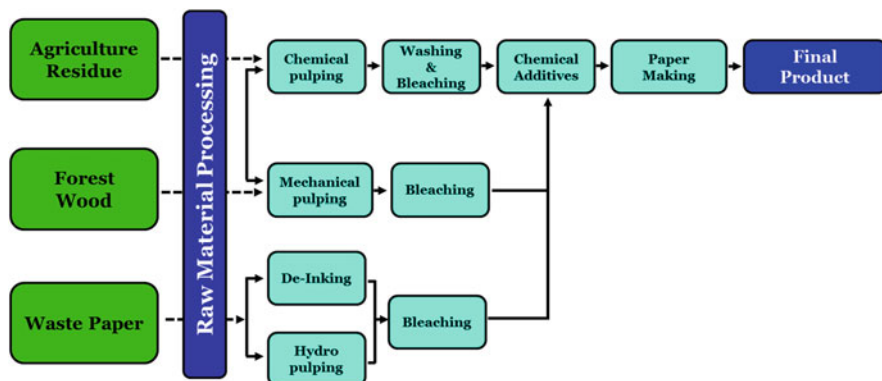 Agriculture
Residue
Forest
Wood
Waste Paper
Raw Material Processing
Chemical
pulping
Washing
&
Bleaching
Chemical
Additives
Paper
Making
Final
Product
Mechanical
pulping
Bleaching
De-Inking
Hydro
pulping
Bleaching